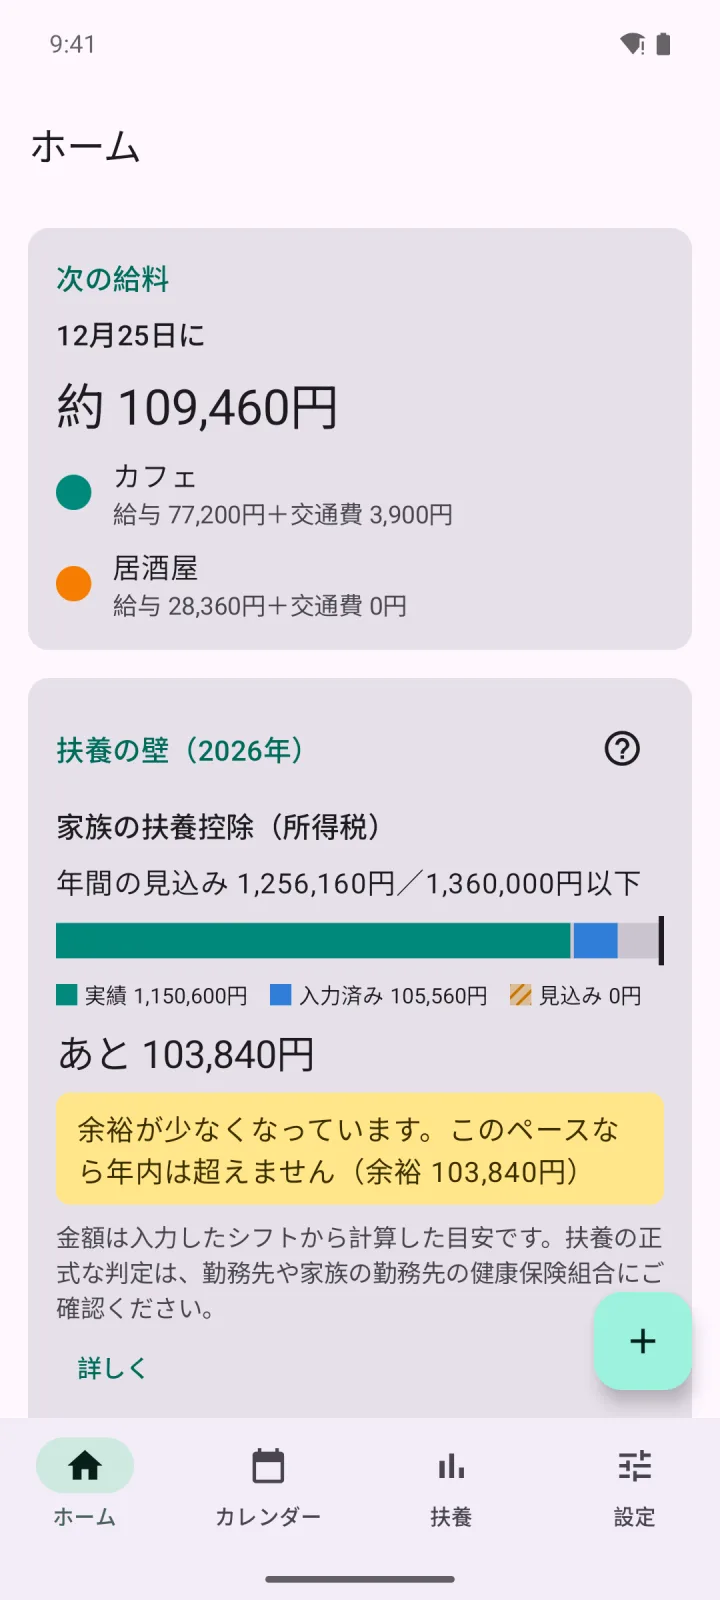 9:41
ホーム
次の給料
12月25日に
約 109,460円
カフェ
給与 77,200円＋交通費 3,900円
居酒屋
給与 28,360円＋交通費 0円
扶養の壁（2026年）
家族の扶養控除（所得税）
年間の見込み 1,256,160円／1,360,000円以下
実績 1,150,600円 入力済み 105,560円 見込み 0円
あと 103,840円
余裕が少なくなっています。このペースな
ら年内は超えません（余裕 103,840円）
金額は入力したシフトから計算した目安です。扶養の正
式な判定は、勤務先や家族の勤務先の健康保険組合にご
確認ください。
詳しく
ホーム カレンダー 扶養 設定